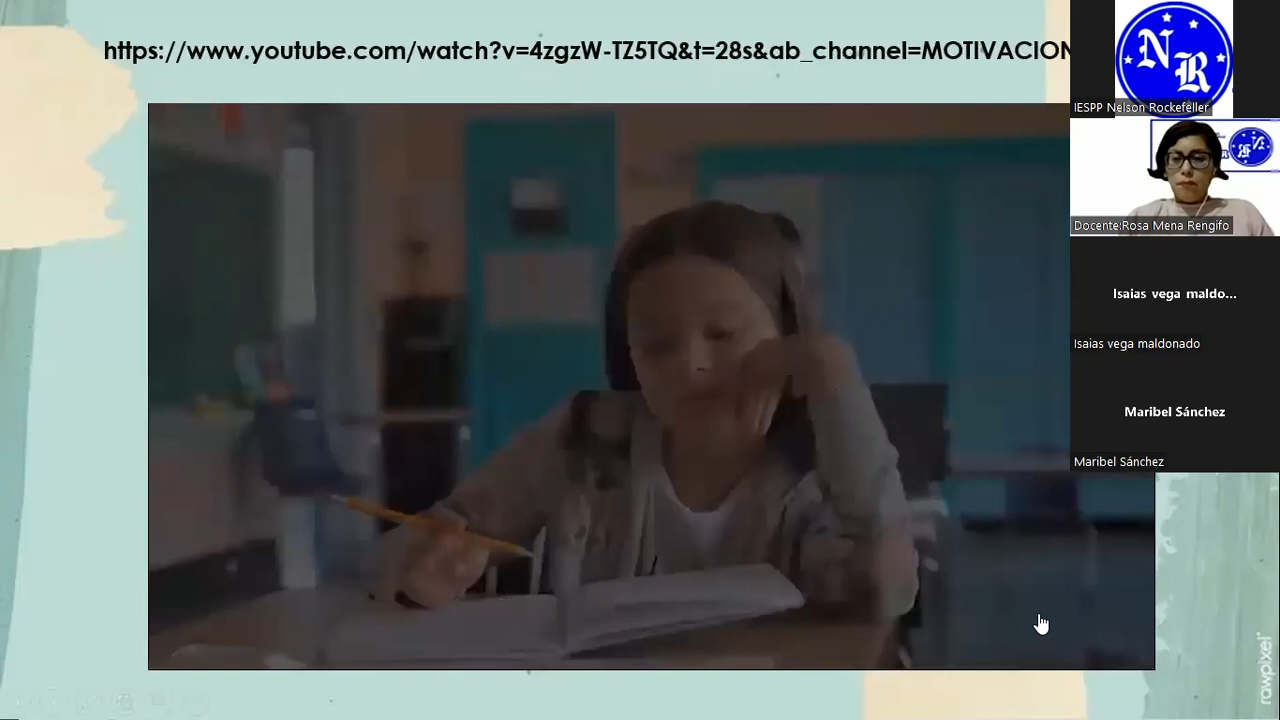 https://www.youtube.com/watch?v=4zgzW-TZ5TQ&t=28s&ab_channel=MOTIVACION
N
R
IESPP Nelson Rockefeller
NR
Docente:Rosa Mena Rengifo
Isaias vega maldo...
Isaias vega maldonado
Maribel Sánchez
Maribel Sánchez
rawpixel